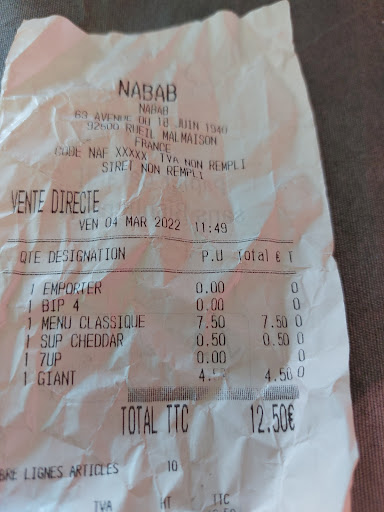 NABAB
NABAB
69 AVENUE DU 18 JUIN 1940
92500 RUEIL MALMAISON
FRANCE
CODE NAF XXXXX TVA NON REMPLI
SIRET NON REMPLI
VENTE DIRECTE
VEN 04 MAR 2022 11:49
QTE DESIGNATION P.U Total € T
1 EMPORTER 0.00 0
1 BIP 4 0.00 0
1 MENU CLASSIQUE 7.50 7.50 0
1 SUP CHEDDAR 0.50 0.50 0
1 7UP 0.00 0
1 GIANT 4.50 4.50 0
TOTAL TTC 12.50€
BRE LIGNES ARTICLES 10
TVA HT TTC